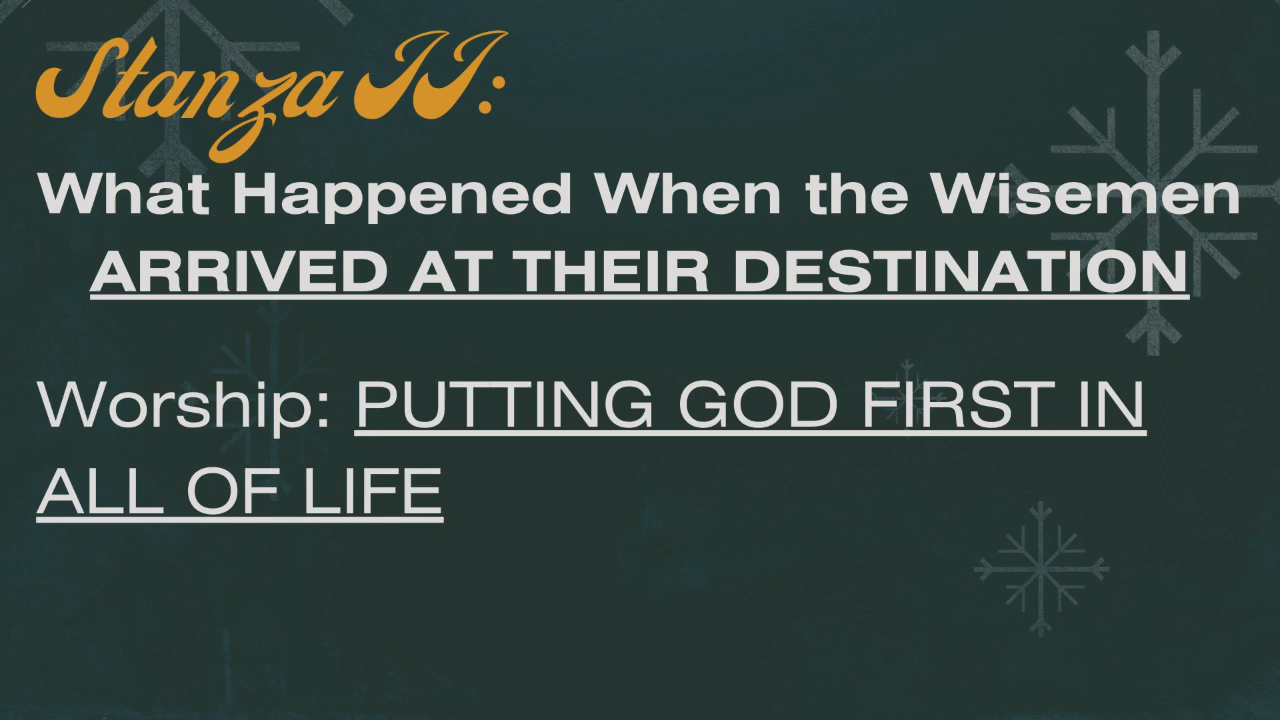 Stanza II:
What Happened When the Wisemen
ARRIVED AT THEIR DESTINATION
Worship: PUTTING GOD FIRST IN
ALL OF LIFE